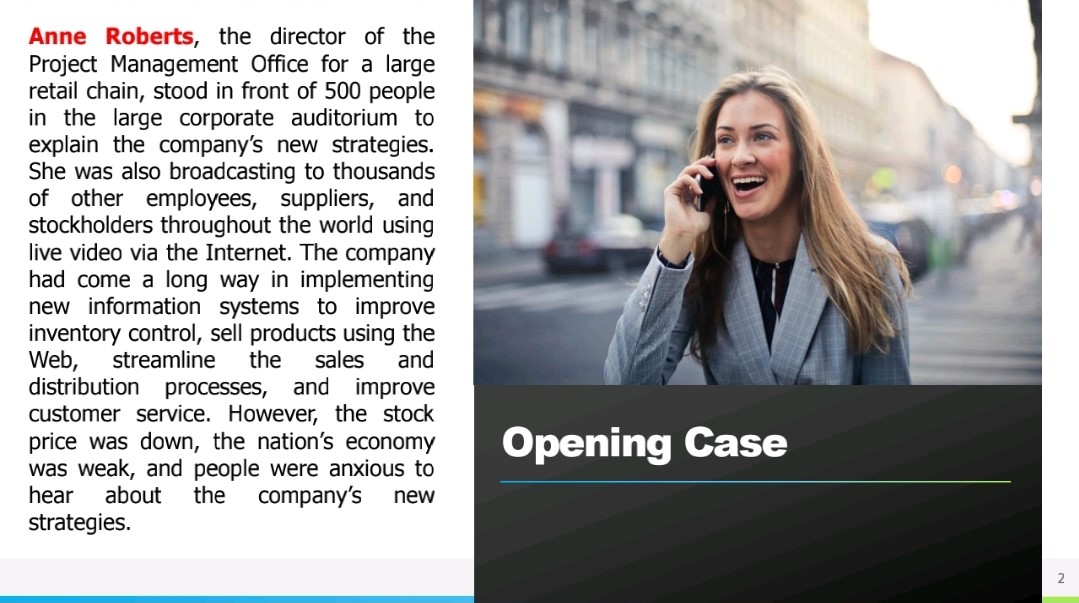 Anne Roberts, the director of the
Project Management Office for a large
retail chain, stood in front of 500 people
in the large corporate auditorium to
explain the company’s new strategies.
She was also broadcasting to thousands
of other employees, suppliers, and
stockholders throughout the world using
live video via the Internet. The company
had come a long way in implementing
new information systems to improve
inventory control, sell products using the
Web, streamline the sales and
distribution processes, and improve
customer service. However, the stock
price was down, the nation’s economy
was weak, and people were anxious to
hear about the company’s new
strategies.
Opening Case
2